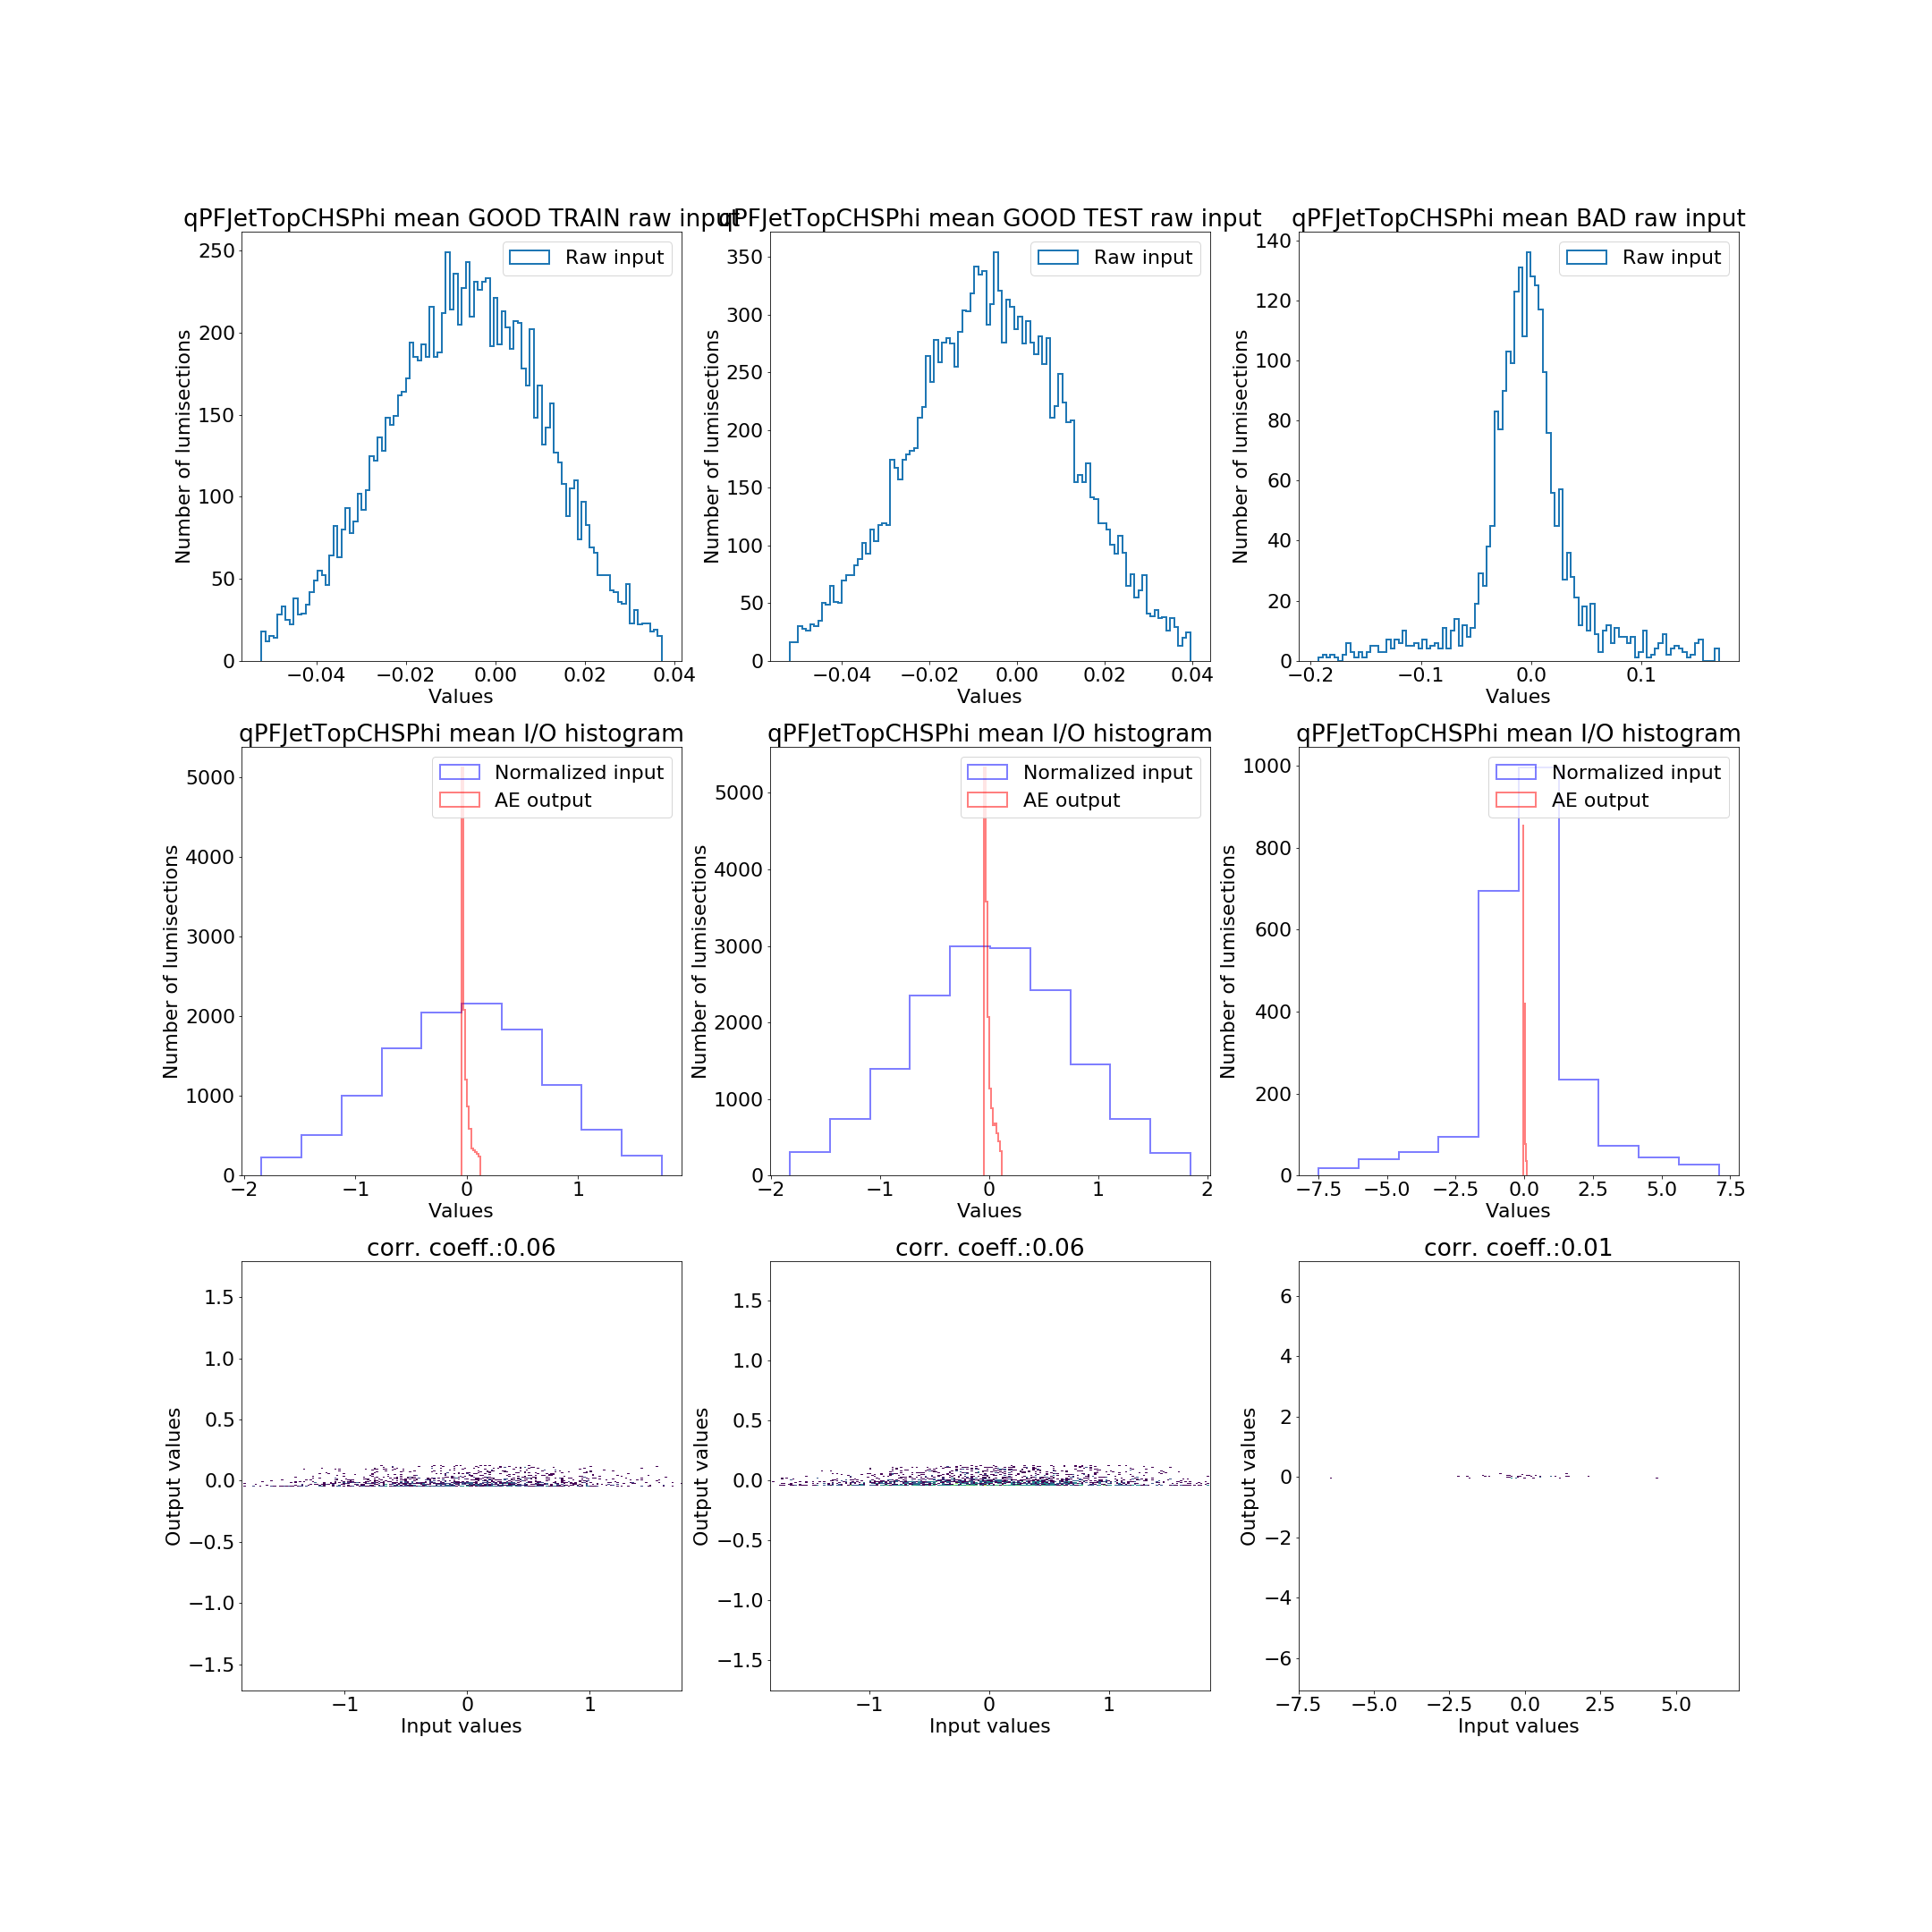 qPFJetTopCHSPhi mean GOOD TRAIN raw input
qPFJetTopCHSPhi mean GOOD TEST raw input
qPFJetTopCHSPhi mean BAD raw input
Raw input
Raw input
Raw input
Number of lumisections
250
200
150
100
50
0
−0.04 −0.02 0.00 0.02 0.04
Values
Number of lumisections
350
300
250
200
150
100
50
0
−0.04 −0.02 0.00 0.02 0.04
Values
Number of lumisections
140
120
100
80
60
40
20
0
−0.2 −0.1 0.0 0.1
Values
qPFJetTopCHSPhi mean I/O histogram
Normalized input
AE output
Number of lumisections
5000
4000
3000
2000
1000
0
−2 −1 0 1
Values
qPFJetTopCHSPhi mean I/O histogram
Normalized input
AE output
Number of lumisections
5000
4000
3000
2000
1000
0
−2 −1 0 1 2
Values
qPFJetTopCHSPhi mean I/O histogram
Normalized input
AE output
Number of lumisections
1000
800
600
400
200
0
−7.5 −5.0 −2.5 0.0 2.5 5.0 7.5
Values
corr. coeff.:0.06
Output values
1.5
1.0
0.5
0.0
−0.5
−1.0
−1.5
−1 0 1
Input values
corr. coeff.:0.06
Output values
1.5
1.0
0.5
0.0
−0.5
−1.0
−1.5
−1 0 1
Input values
corr. coeff.:0.01
Output values
6
4
2
0
−2
−4
−6
−7.5 −5.0 −2.5 0.0 2.5 5.0
Input values